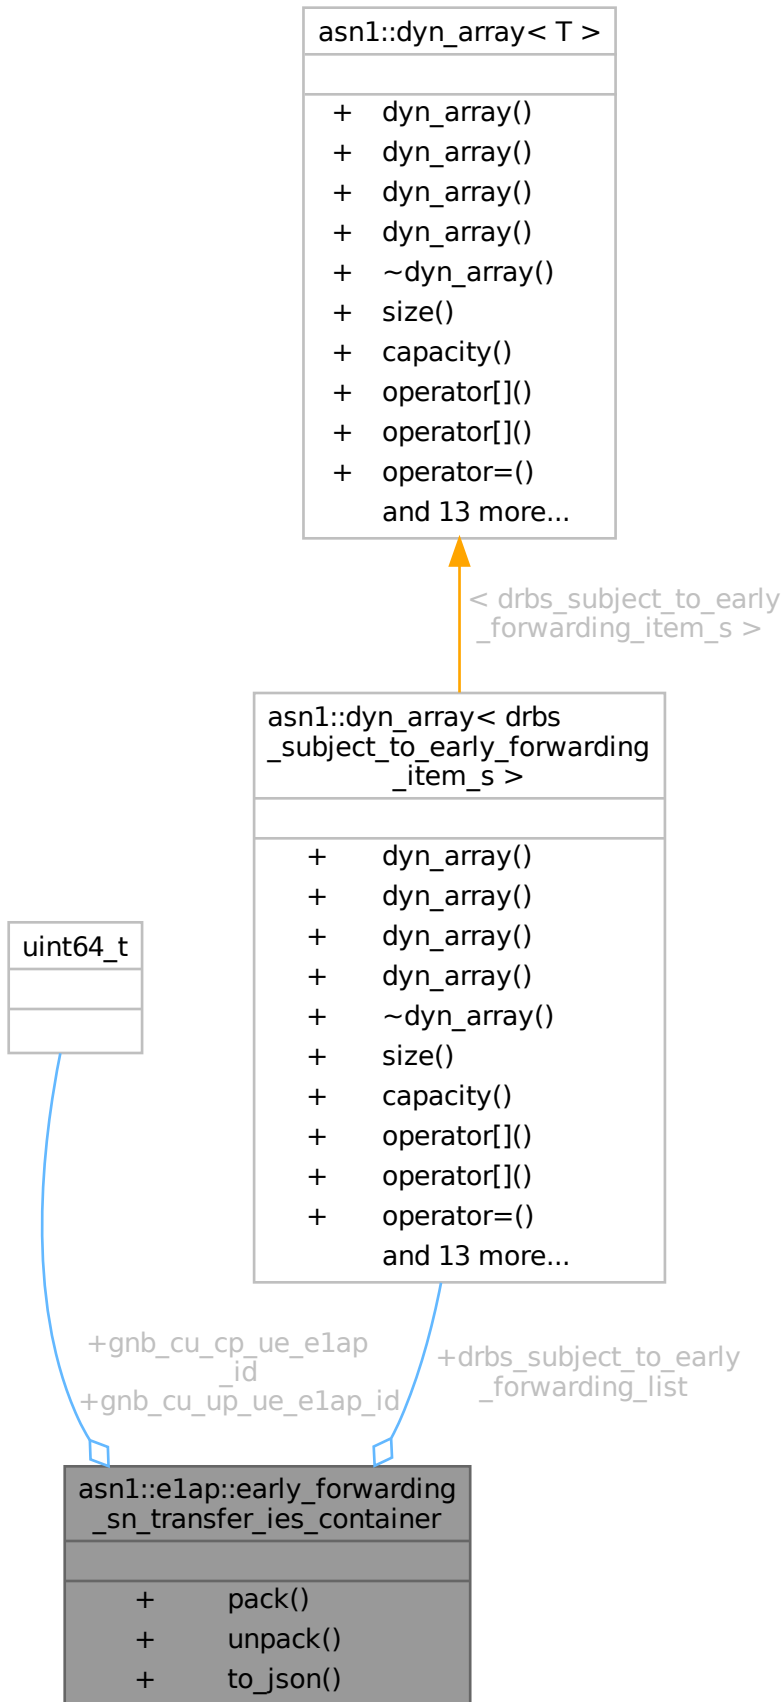 asn1::dyn_array< T >
+ dyn_array()
+ dyn_array()
+ dyn_array()
+ dyn_array()
+ ~dyn_array()
+ size()
+ capacity()
+ operator[]()
+ operator[]()
+ operator=()
and 13 more...
< drbs_subject_to_early
_forwarding_item_s >
asn1::dyn_array< drbs
_subject_to_early_forwarding
_item_s >
+ dyn_array()
+ dyn_array()
+ dyn_array()
+ dyn_array()
+ ~dyn_array()
+ size()
+ capacity()
+ operator[]()
+ operator[]()
+ operator=()
and 13 more...
uint64_t
+gnb_cu_cp_ue_e1ap
_id
+gnb_cu_up_ue_e1ap_id
+drbs_subject_to_early
_forwarding_list
asn1::e1ap::early_forwarding
_sn_transfer_ies_container
+ pack()
+ unpack()
+ to_json()